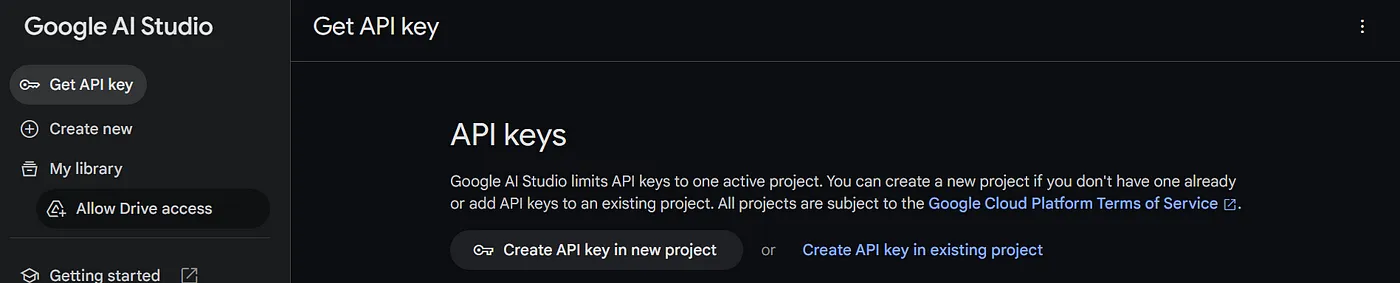 Google AI Studio
Get API key
Create new
My library
Allow Drive access
Getting started
Get API key
API keys
Google AI Studio limits API keys to one active project. You can create a new project if you don't have one already
or add API keys to an existing project. All projects are subject to the Google Cloud Platform Terms of Service.
Create API key in new project or Create API key in existing project